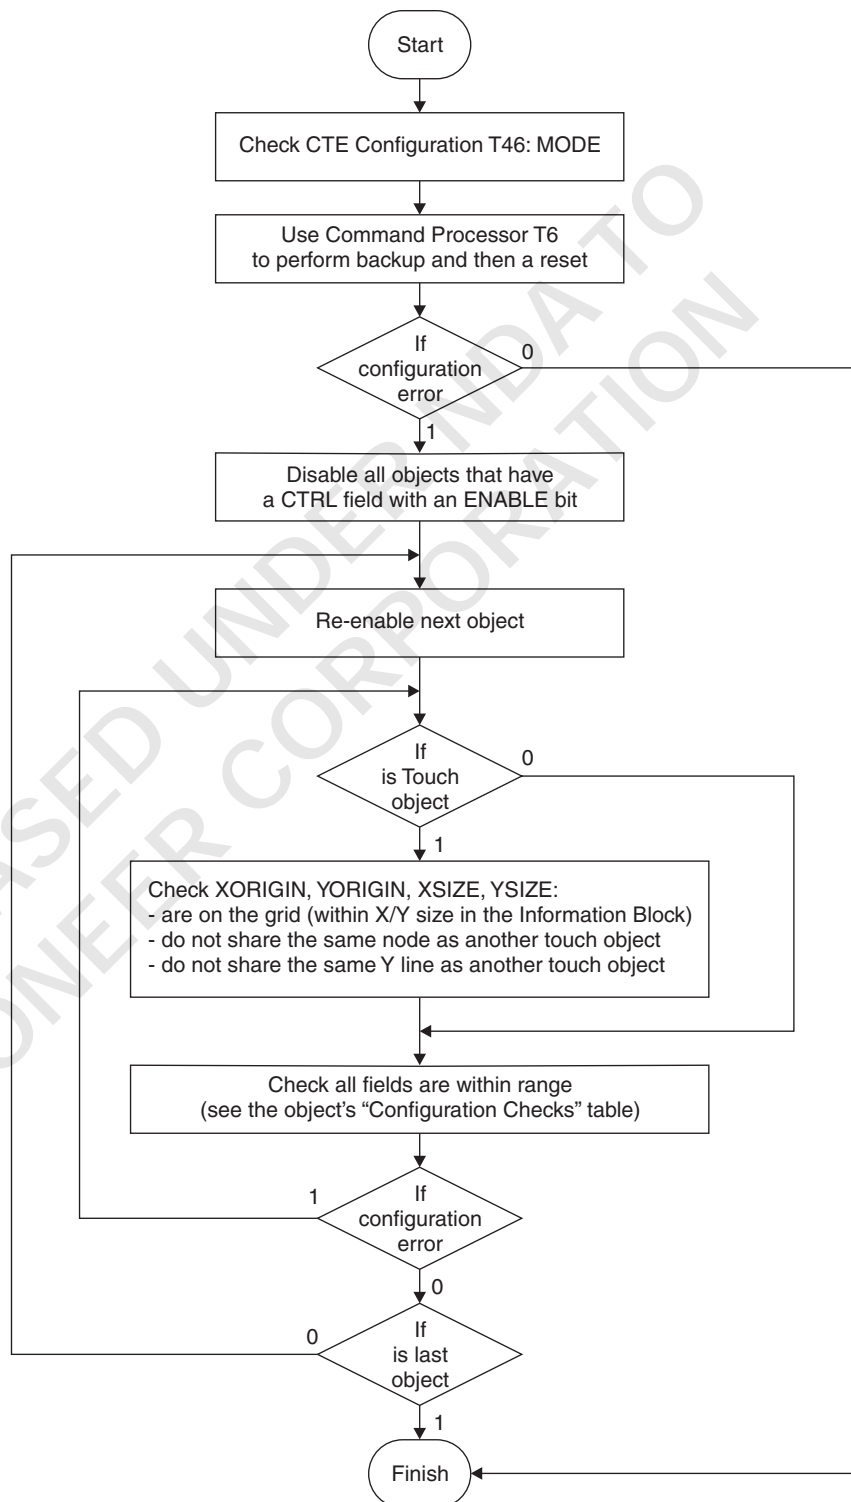 Start
Check CTE Configuration T46: MODE
Use Command Processor T6
to perform backup and then a reset
If
configuration
error
0
1
Disable all objects that have
a CTRL field with an ENABLE bit
Re-enable next object
If
is Touch
object
0
1
Check XORIGIN, YORIGIN, XSIZE, YSIZE:
- are on the grid (within X/Y size in the Information Block)
- do not share the same node as another touch object
- do not share the same Y line as another touch object
Check all fields are within range
(see the object's “Configuration Checks” table)
1
If
configuration
error
0
0
If
is last
object
1
Finish
UNDER NDA TO
CORPORATION